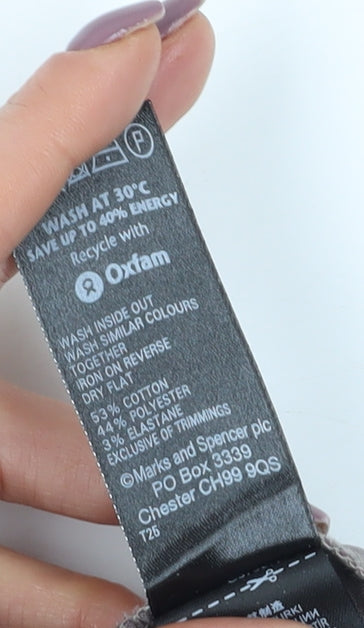 P
WASH AT 30°C
SAVE UP TO 40% ENERGY
Recycle with
Oxfam
WASH INSIDE OUT
WASH SIMILAR COLOURS
TOGETHER
IRON ON REVERSE
DRY FLAT
53% COTTON
44% POLYESTER
3% ELASTANE
EXCLUSIVE OF TRIMMINGS
©Marks and Spencer plc
PO Box 3339
Chester CH99 9QS
T26